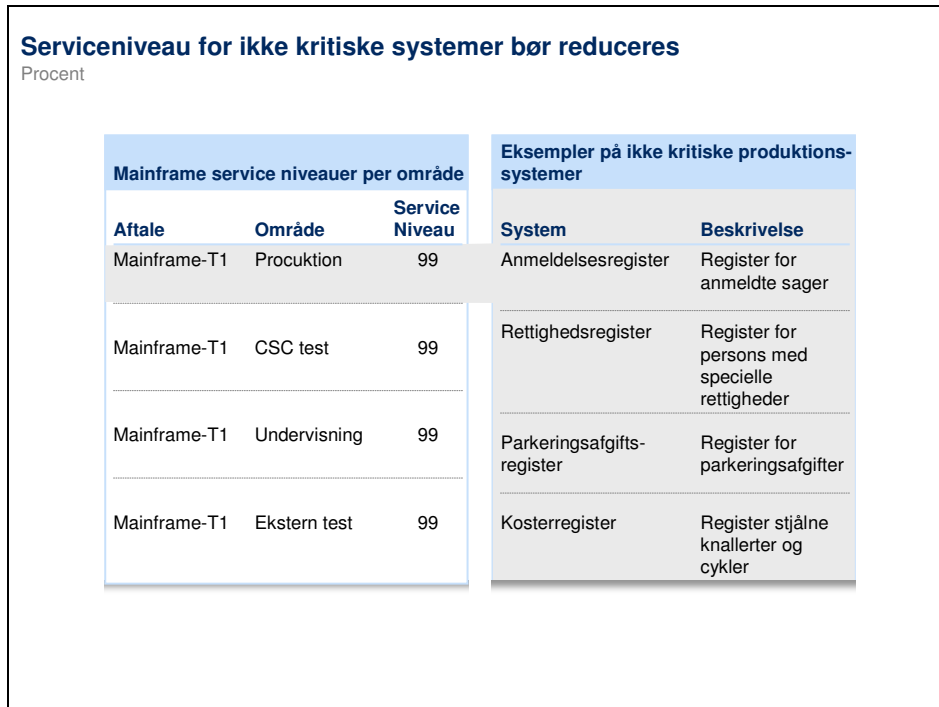 Serviceniveau for ikke kritiske systemer bør reduceres
Procent
Mainframe service niveauer per område
Aftale Område Service Niveau
Mainframe-T1 Procuktion 99
Mainframe-T1 CSC test 99
Mainframe-T1 Undervisning 99
Mainframe-T1 Ekstern test 99
Eksempler på ikke kritiske produktions-
systemer
System Beskrivelse
Anmeldelsesregister Register for
anmeldte sager
Rettighedsregister Register for
persons med
specielle
rettigheder
Parkeringsafgifts- Register for
register parkeringsafgifter
Kosterregister Register stjålne
knallerter og
cykler